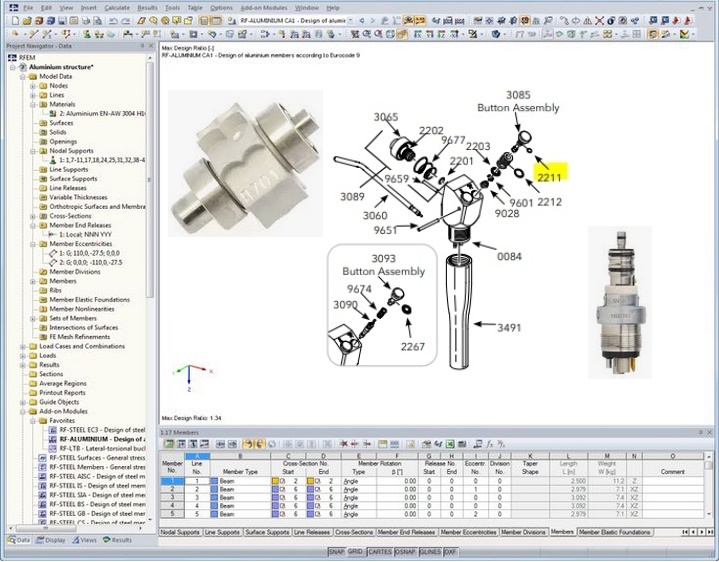 File Edit View Insert Calculate Results Tools Table Options Add-on Modules Window Help
RF-ALUMINIUM CA1 - Design of alumin
Project Navigator - Data
RFEM
Aluminium structure*
Model Data
Nodes
Lines
Materials
2: Aluminium EN-AW 3004 H1
Surfaces
Solids
Openings
Nodal Supports
1: 1,7-11,17,18,24,25,31,32,38-4
Line Supports
Surface Supports
Line Releases
Variable Thicknesses
Orthotropic Surfaces and Membra
Cross-Sections
Member End Releases
1: Local; NNN YYY
Member Eccentricities
1: G; 110,0, -27.5; 0,0,0
2: G; 0,0,0; -110,0, -27.5
Member Divisions
Members
Ribs
Member Elastic Foundations
Member Nonlinearities
Sets of Members
Intersections of Surfaces
FE Mesh Refinements
Load Cases and Combinations
Loads
Results
Sections
Average Regions
Printout Reports
Guide Objects
Add-on Modules
Favorites
RF-STEEL EC3 - Design of steel
RF-ALUMINIUM - Design of a
RF-LTB - Lateral-torsional buck
RF-STEEL Surfaces - General stress
RF-STEEL Members - General stres
RF-STEEL AISC - Design of steel m
RF-STEEL IS - Design of steel mem
RF-STEEL SIA - Design of steel me
RF-STEEL BS - Design of steel mer
RF-STEEL GB - Design of steel mer
RF-STEEL CS - Design of steel mer
Data Display Views Results
Max Design Ratio [-]
RF-ALUMINIUM CA1 - Design of aluminium members according to Eurocode 9
3085
Button Assembly
3065
2202
9677
2203
2201
2211
9659
3089
3060
9601
2212
9028
9651
0084
3093
Button Assembly
9674
3090
2267
3491
X
Y
Z
Max Design Ratio: 1.34
1.17 Members
A B C D E F G H I J K L M N O
Member No. Line No. Member Type Cross-Section No. Start End Member Rotation Type β [°] Release No. Start End Eccentr. No. Division No. Taper Shape Length L [m] Weight W [kg] Comment
1 1 Beam 2 2 Angle 0.00 0 0 1 0 2.500 11.2 Z
2 2 Beam 6 6 Angle 0.00 0 0 0 0 2.979 7.1 XZ
3 3 Beam 6 6 Angle 0.00 0 0 0 0 2.979 7.1 XZ
4 4 Beam 6 6 Angle 0.00 0 0 0 0 2.979 7.1 XZ
5 5 Beam 6 6 Angle 0.00 0 0 2 0 2.979 7.1 XZ
Nodal Supports Line Supports Surface Supports Line Releases Cross-Sections Member End Releases Member Eccentricities Member Divisions Members Member Elastic Foundations
SNAP GRID CARTES OSNAP GLINES DXF